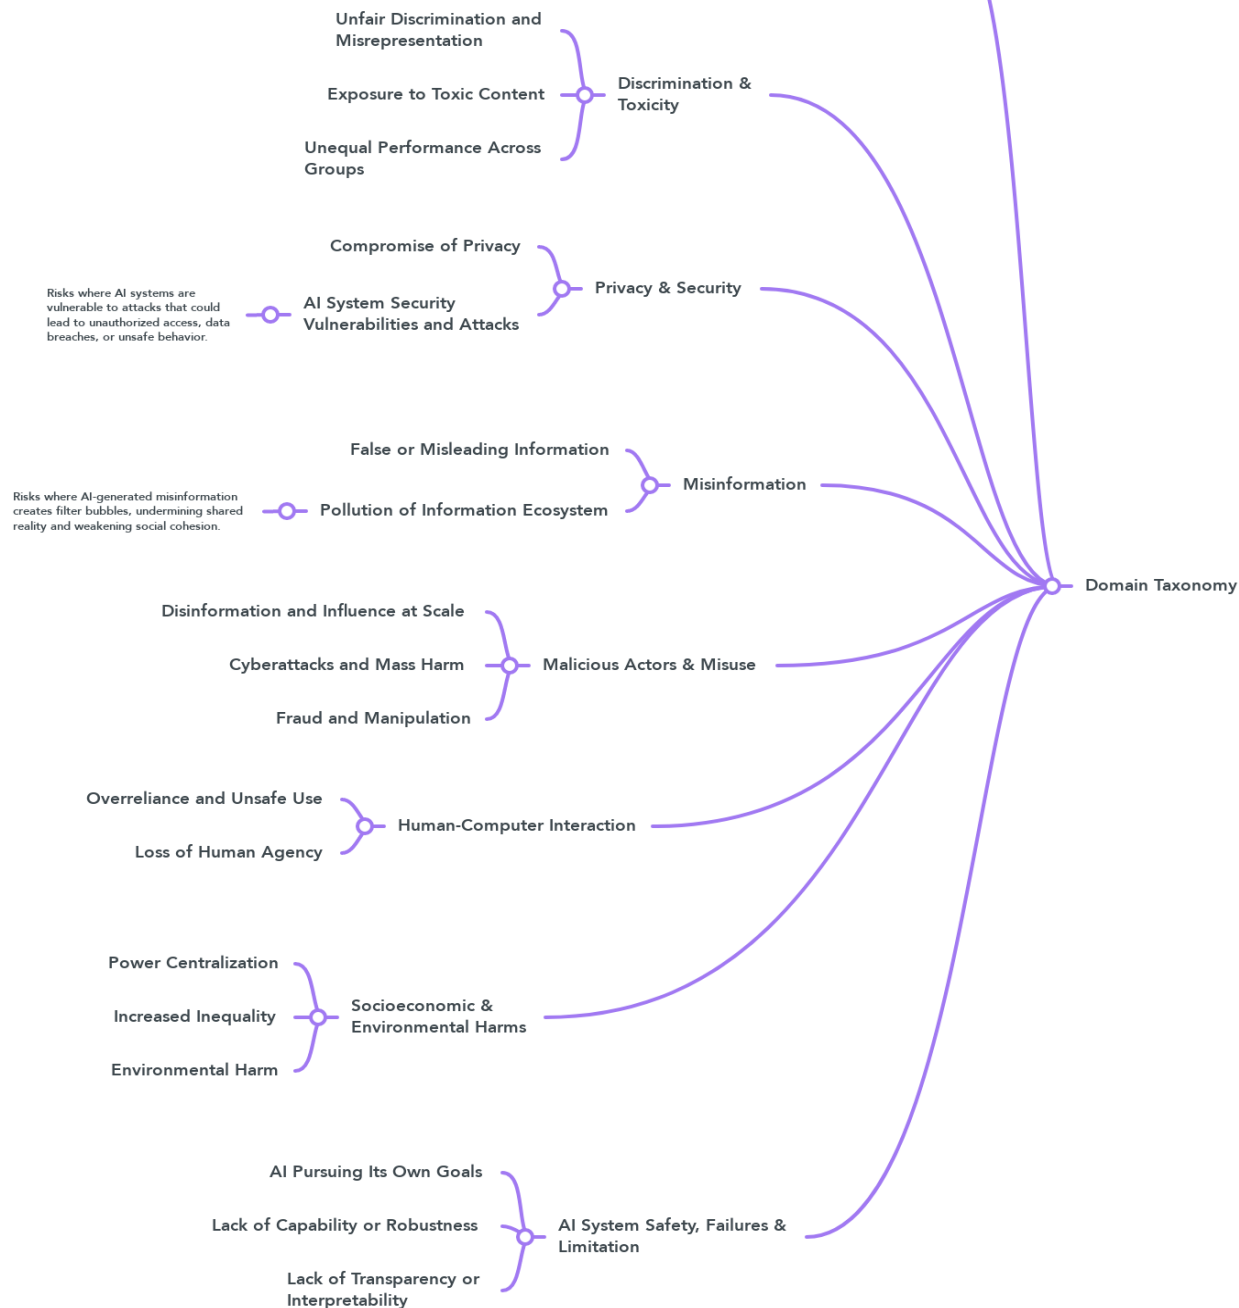 Unfair Discrimination and
Misrepresentation
Exposure to Toxic Content
Unequal Performance Across
Groups
Discrimination &
Toxicity
Compromise of Privacy
AI System Security
Vulnerabilities and Attacks
Risks where AI systems are
vulnerable to attacks that could
lead to unauthorized access, data
breaches, or unsafe behavior.
Privacy & Security
False or Misleading Information
Pollution of Information Ecosystem
Risks where AI-generated misinformation
creates filter bubbles, undermining shared
reality and weakening social cohesion.
Misinformation
Domain Taxonomy
Disinformation and Influence at Scale
Cyberattacks and Mass Harm
Fraud and Manipulation
Malicious Actors & Misuse
Overreliance and Unsafe Use
Loss of Human Agency
Human-Computer Interaction
Power Centralization
Increased Inequality
Environmental Harm
Socioeconomic &
Environmental Harms
AI Pursuing Its Own Goals
Lack of Capability or Robustness
Lack of Transparency or
Interpretability
AI System Safety, Failures &
Limitation